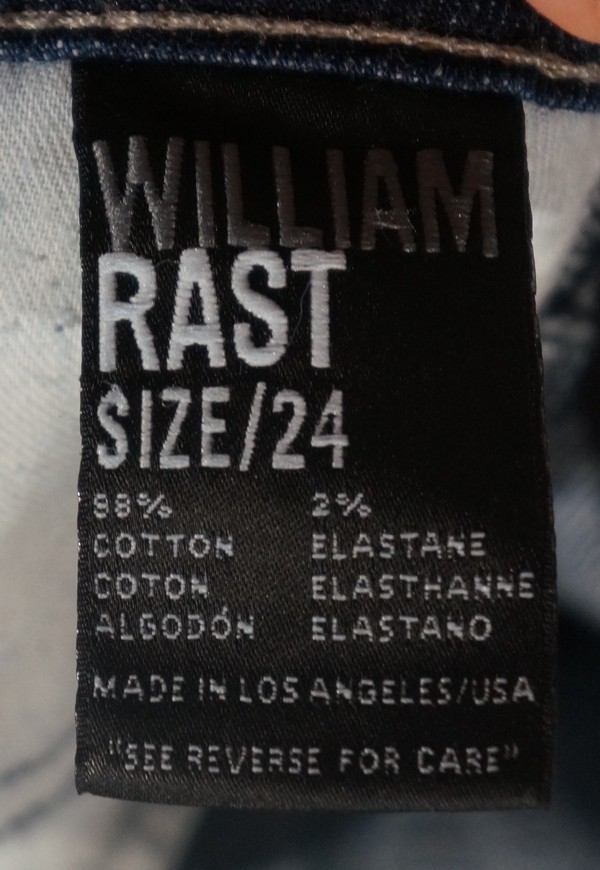 WILLIAM
RAST
SIZE/24
98% 2%
COTTON ELASTANE
COTON ELASTHANNE
ALGODÓN ELASTANO
MADE IN LOS ANGELES/USA
"SEE REVERSE FOR CARE"